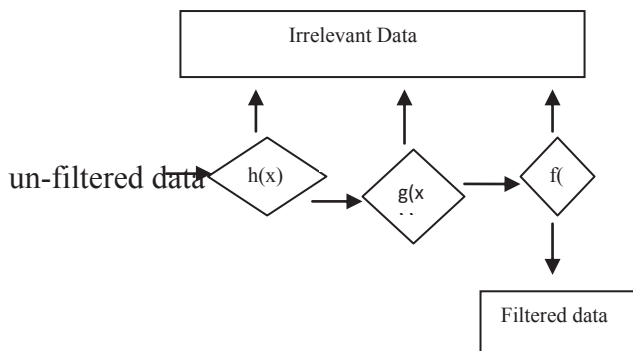 Irrelevant Data
un-filtered data
h(x)
g(x
f(
Filtered data